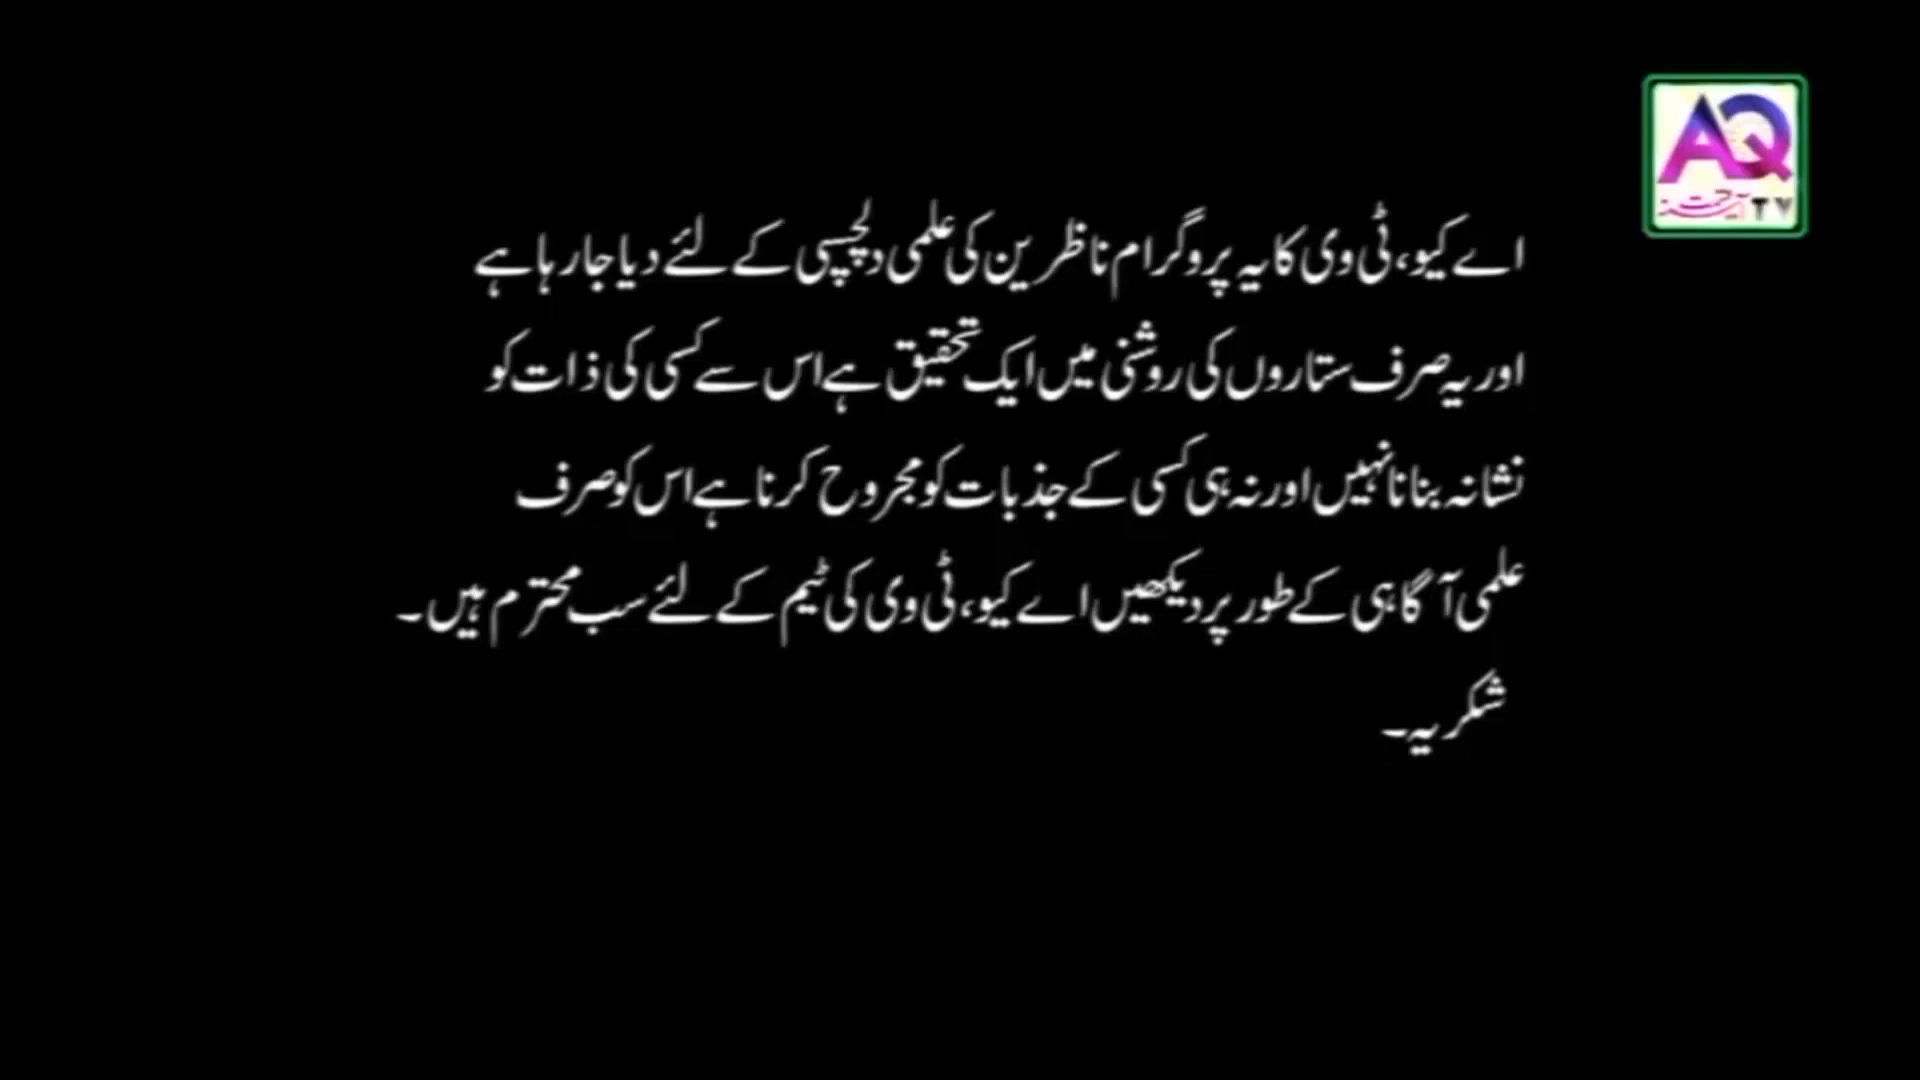 AQ
TV
اے کیو، ٹی وی کا یہ پروگرام ناظرین کی علمی دلچسپی کے لئے دیا جا رہا ہے
اور یہ صرف ستاروں کی روشنی میں ایک تحقیق ہے اس سے کسی کی ذات کو
نشانہ بنانا نہیں اور نہ ہی کسی کے جذبات کو مجروح کرنا ہے اس کو صرف
علمی آگاہی کے طور پر دیکھیں اے کیو، ٹی وی کی ٹیم کے لئے سب محترم ہیں۔
شکریہ۔